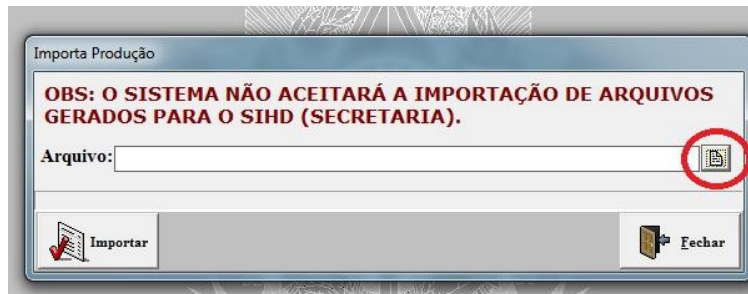 Importa Produção
OBS: O SISTEMA NÃO ACEITARÁ A IMPORTAÇÃO DE ARQUIVOS
GERADOS PARA O SIHD (SECRETARIA).
Arquivo:
Importar
Fechar